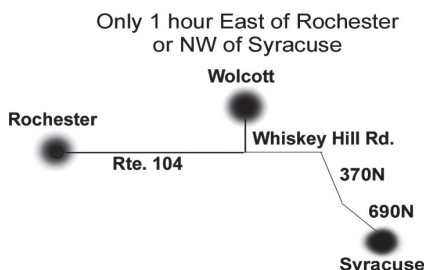 Only 1 hour East of Rochester
or NW of Syracuse
Wolcott
Rochester
Whiskey Hill Rd.
Rte. 104
370N
690N
Syracuse